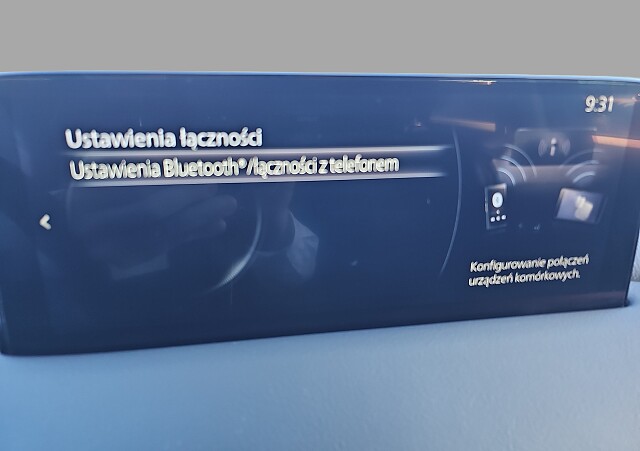 9:31
Ustawienia łączności
Ustawienia Bluetooth®/łączności z telefonem
Konfigurowanie połączeń
urządzeń komórkowych.